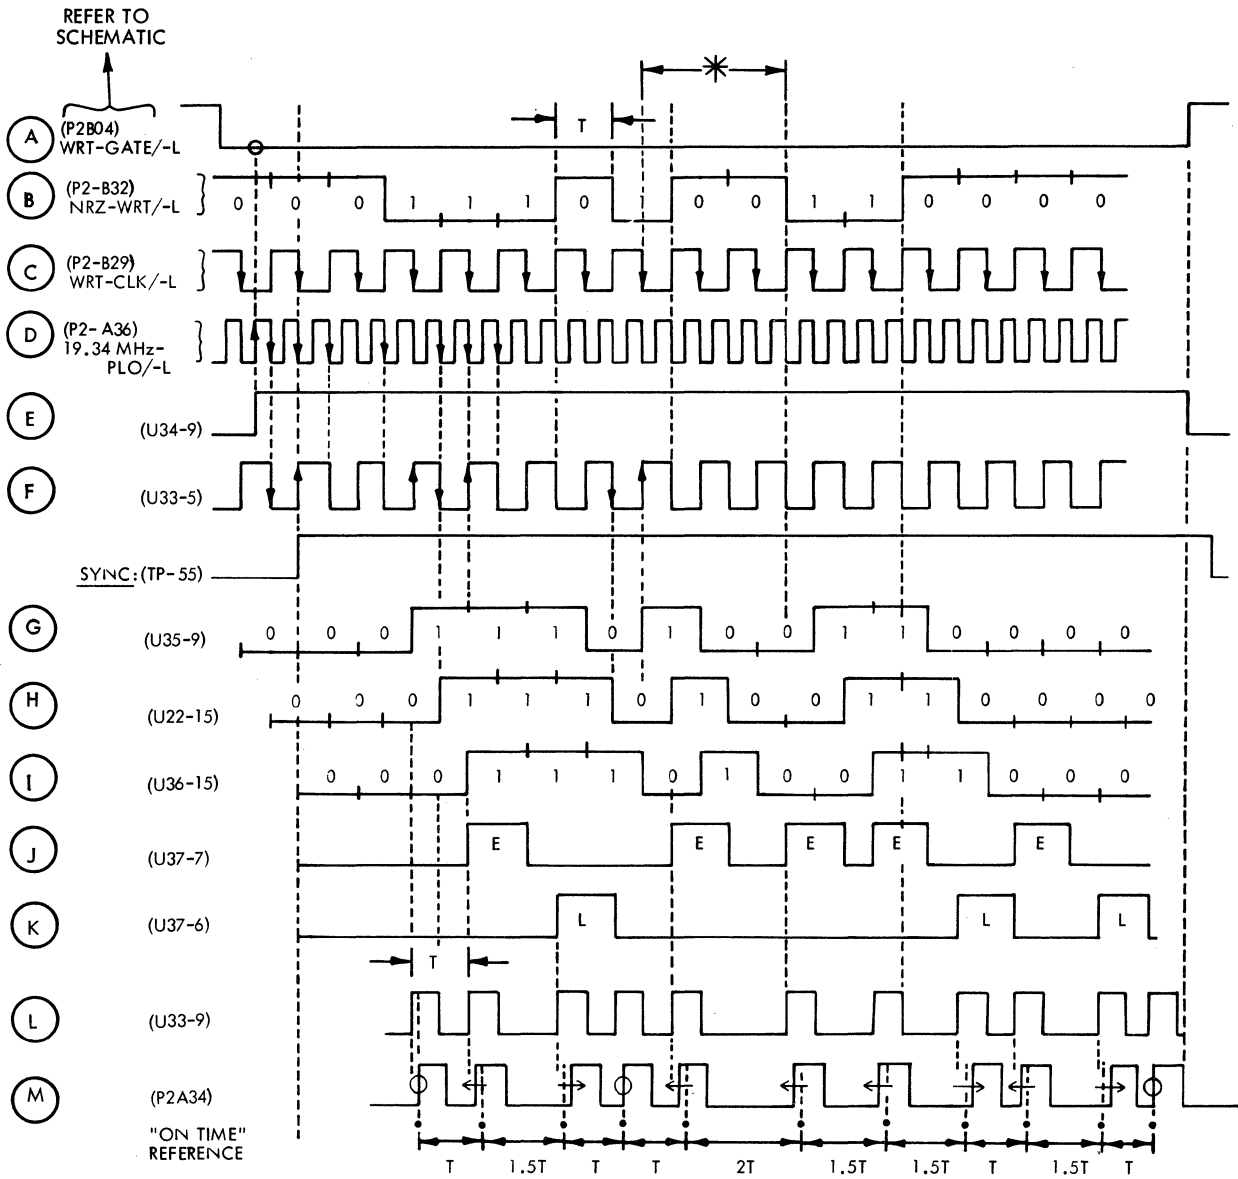 REFER TO
SCHEMATIC
*
T
A
(P2B04)
WRT-GATE/-L
B
(P2-B32)
NRZ-WRT/-L
0 0 0 1 1 1 0 1 0 0 1 1 0 0 0 0
C
(P2-B29)
WRT-CLK/-L
D
(P2-A36)
19.34 MHz-
PLO/-L
E
(U34-9)
F
(U33-5)
SYNC:(TP-55)
G
(U35-9)
0 0 0 1 1 1 0 1 0 0 1 1 0 0 0 0
H
(U22-15)
0 0 0 1 1 1 0 1 0 0 1 1 0 0 0 0
I
(U36-15)
0 0 0 1 1 1 0 1 0 0 1 1 0 0 0
J
(U37-7)
E E E E E
K
(U37-6)
L L L
T
L
(U33-9)
M
(P2A34)
"ON TIME"
REFERENCE
T 1.5T T T 2T 1.5T 1.5T T 1.5T T